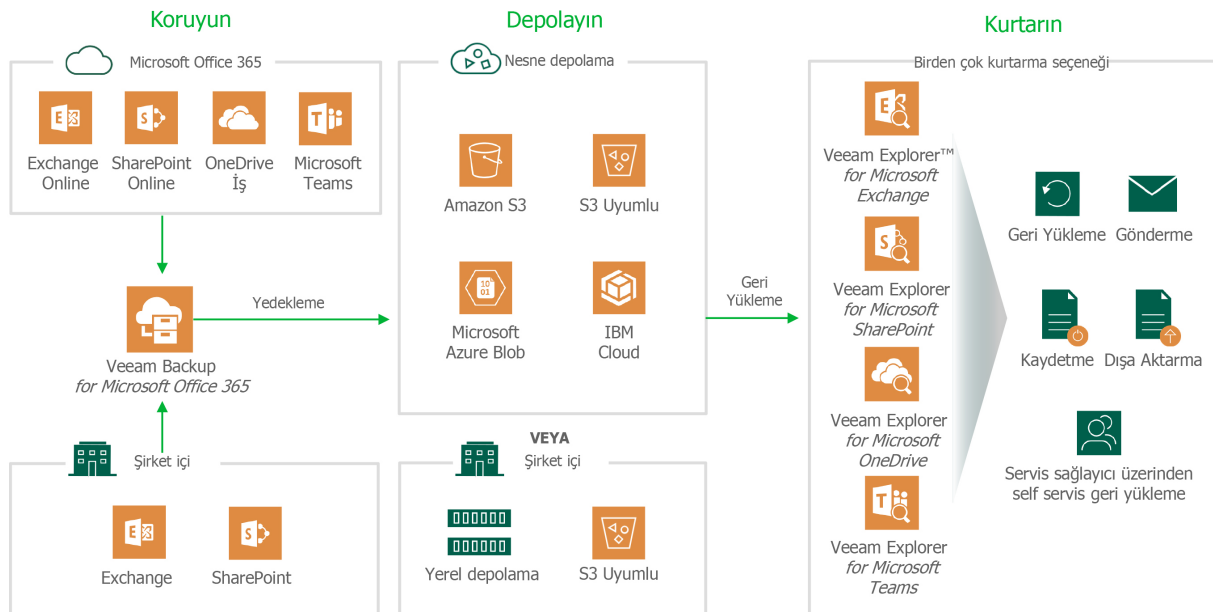 Koruyun
Microsoft Office 365
Exchange
Online
SharePoint
Online
OneDrive
İş
Microsoft
Teams
Veeam Backup
for Microsoft Office 365
Yedekleme
Şirket içi
Exchange
SharePoint
Depolayın
Nesne depolama
Amazon S3
S3 Uyumlu
Microsoft
Azure Blob
IBM
Cloud
VEYA
Şirket içi
Yerel depolama
S3 Uyumlu
Geri
Yükleme
Kurtarın
Birden çok kurtarma seçeneği
Veeam Explorer™
for Microsoft
Exchange
Veeam Explorer
for Microsoft
SharePoint
Veeam Explorer
for Microsoft
OneDrive
Veeam Explorer
for Microsoft
Teams
Geri Yükleme
Gönderme
Kaydetme
Dışa Aktarma
Servis sağlayıcı üzerinden
self servis geri yükleme